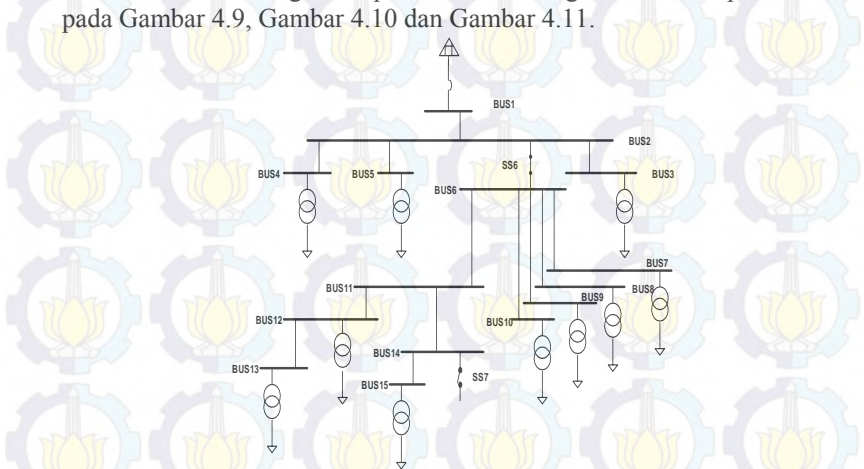 pada Gambar 4.9, Gambar 4.10 dan Gambar 4.11.
BUS1
BUS2
SS6
BUS4
BUS5
BUS3
BUS6
BUS7
BUS11
BUS8
BUS9
BUS12
BUS10
BUS14
BUS13
SS7
BUS15